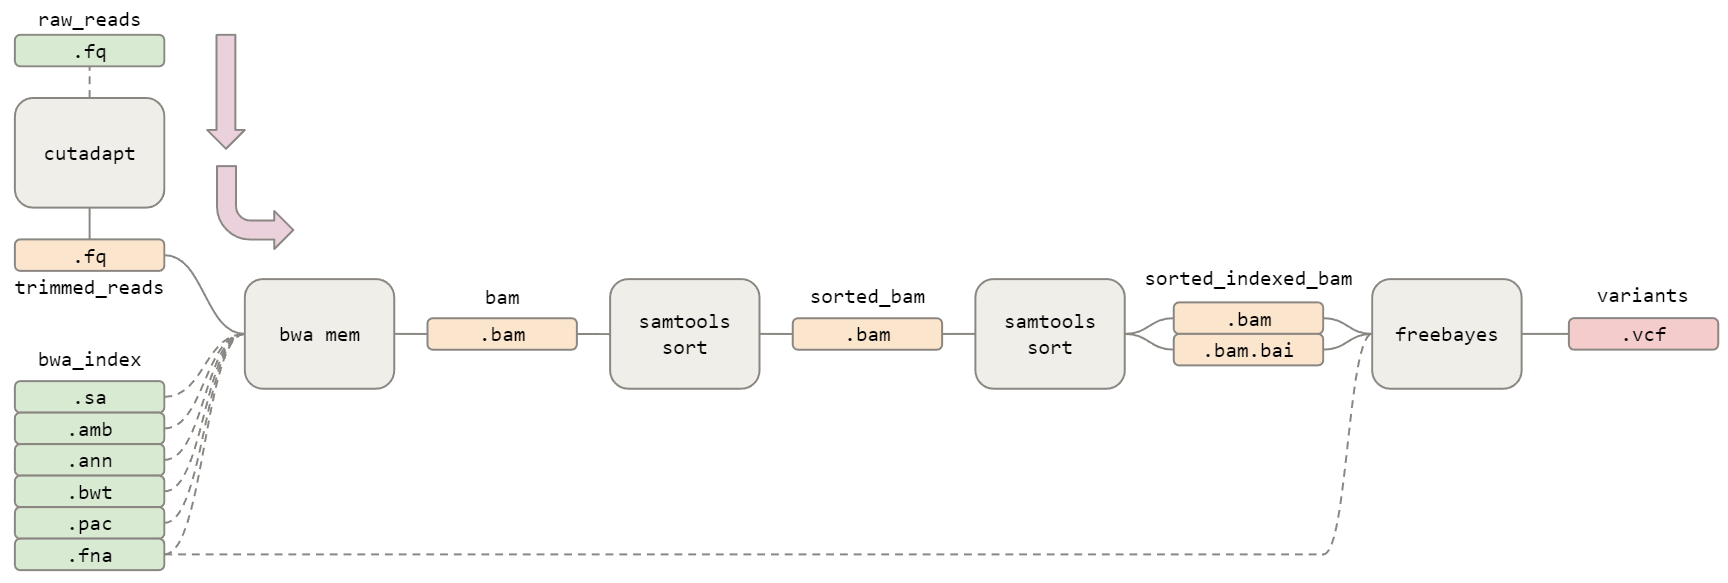 raw_reads
.fq
cutadapt
.fq
trimmed_reads
bwa_index
.sa
.amb
.ann
.bwt
.pac
.fna
bwa mem
bam
.bam
samtools
sort
sorted_bam
.bam
samtools
sort
sorted_indexed_bam
.bam
.bam.bai
freebayes
variants
.vcf